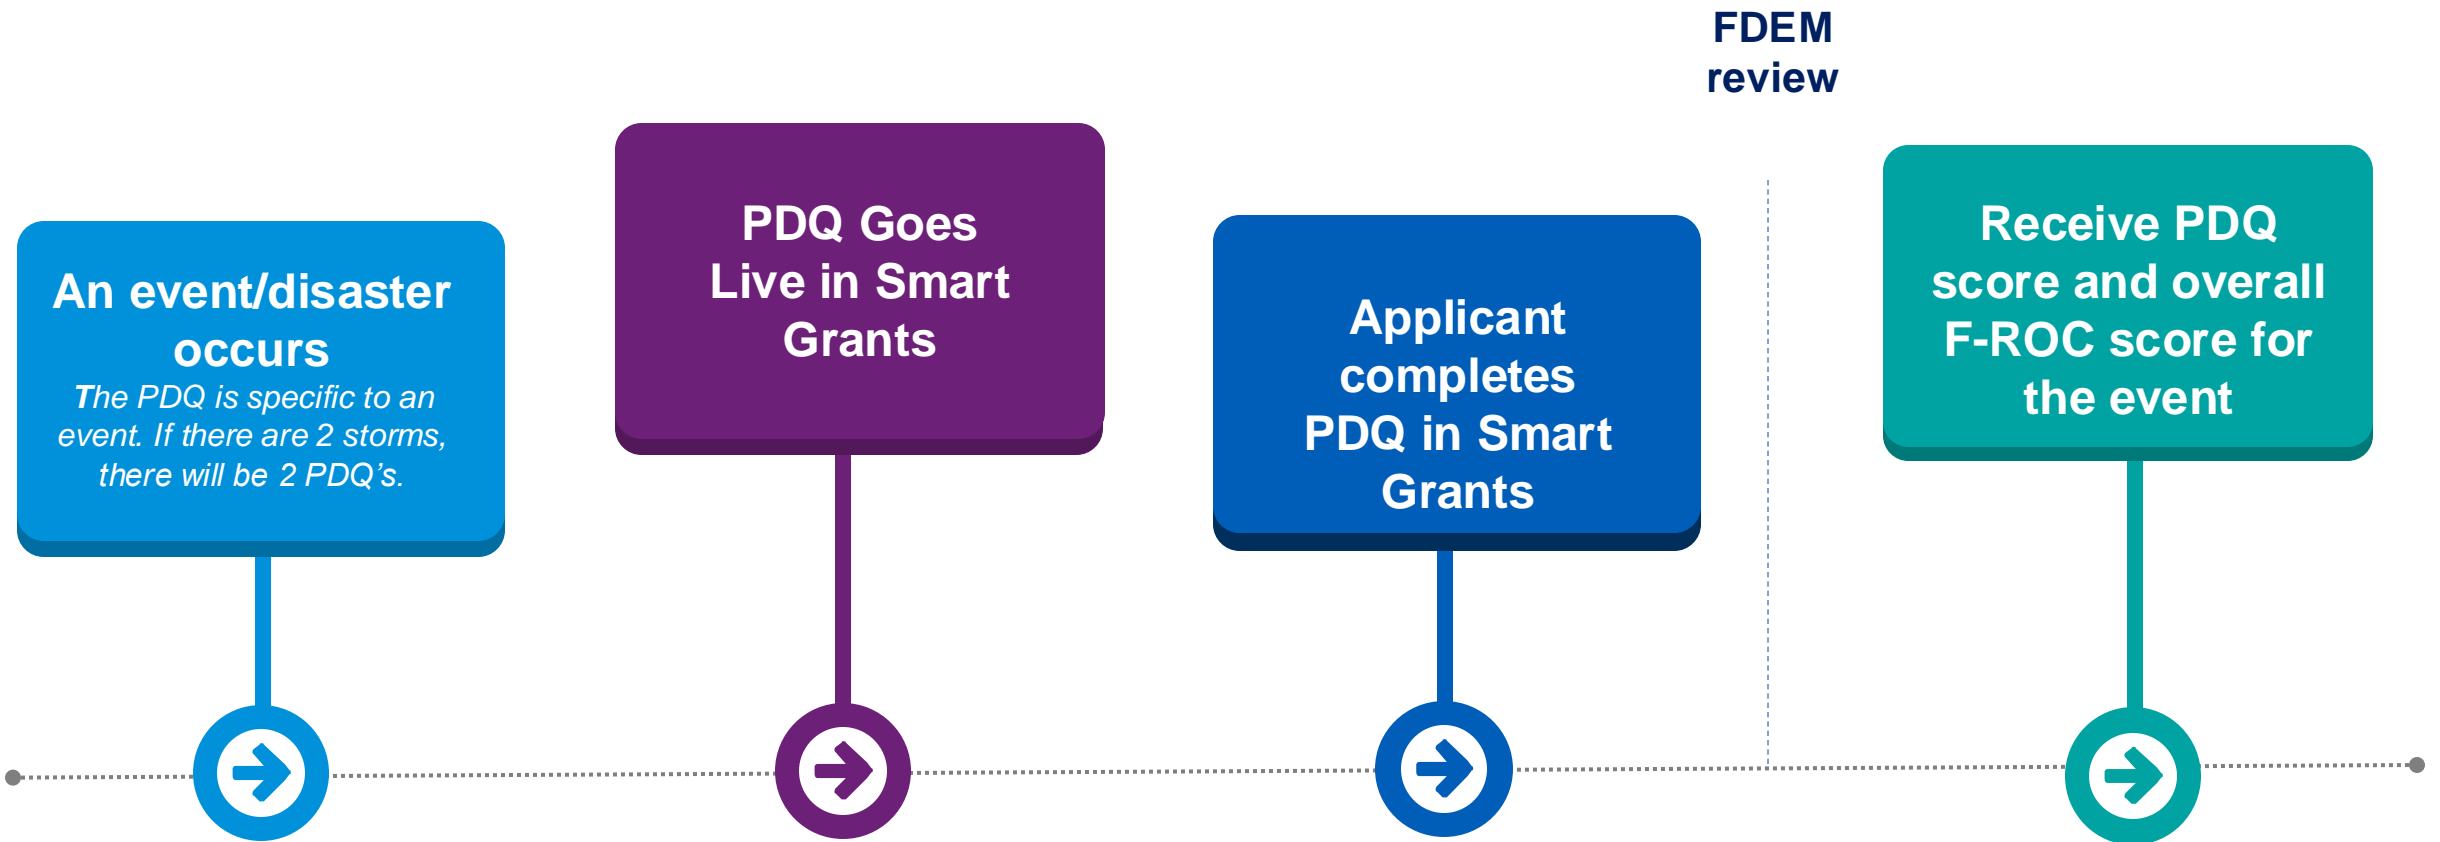 An event/disaster
occurs
The PDQ is specific to an
event. If there are 2 storms,
there will be 2 PDQ’s.
PDQ Goes
Live in Smart
Grants
Applicant
completes
PDQ in Smart
Grants
FDEM
review
Receive PDQ
score and overall
F-ROC score for
the event